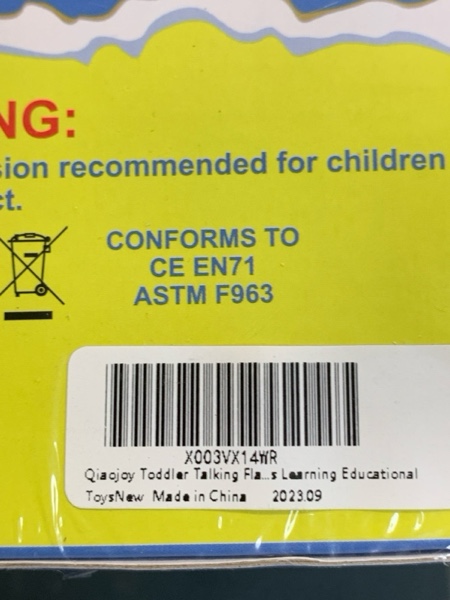 NG:
sion recommended for children
ct.
CONFORMS TO
CE EN71
ASTM F963
X003VX14WR
Qiaojoy Toddler Talking Fla...s Learning Educational
ToysNew Made in China 2023.09